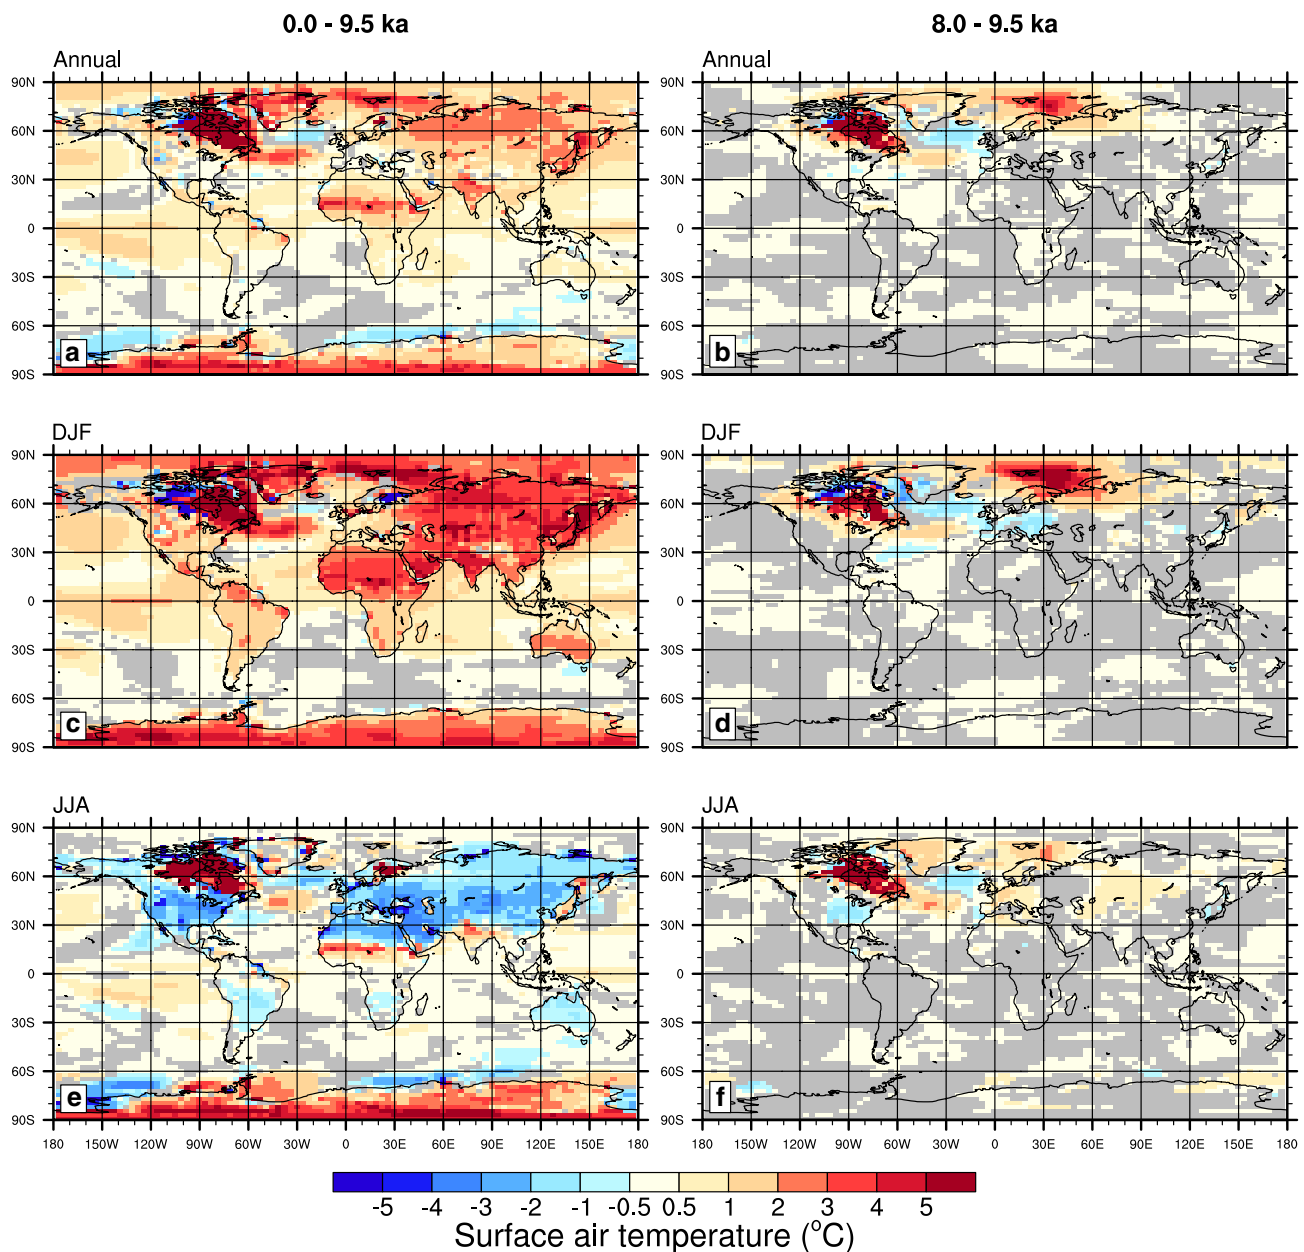 0.0 - 9.5 ka
8.0 - 9.5 ka
Annual
90N
60N
30N
0
30S
60S
90S
a
Annual
90N
60N
30N
0
30S
60S
90S
b
DJF
90N
60N
30N
0
30S
60S
90S
c
DJF
90N
60N
30N
0
30S
60S
90S
d
JJA
90N
60N
30N
0
30S
60S
90S
e
180 150W 120W 90W 60W 30W 0 30E 60E 90E 120E 150E 180
JJA
90N
60N
30N
0
30S
60S
90S
f
180 150W 120W 90W 60W 30W 0 30E 60E 90E 120E 150E 180
-5 -4 -3 -2 -1 -0.5 0.5 1 2 3 4 5
Surface air temperature (°C)